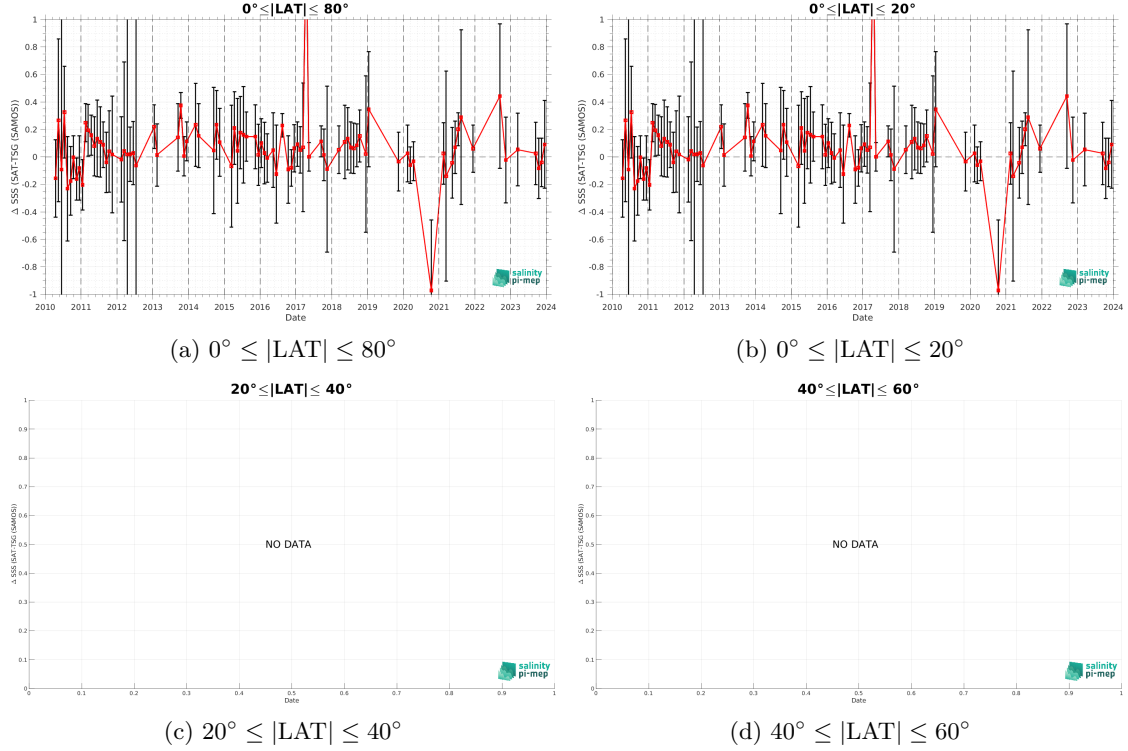 0°≤|LAT|≤ 80°
Δ SSS (SAT-TSG (SAMOS))
1
0.8
0.6
0.4
0.2
0
-0.2
-0.4
-0.6
-0.8
-1
2010 2011 2012 2013 2014 2015 2016 2017 2018 2019 2020 2021 2022 2023 2024
Date
salinity
pi-mep
(a) 0° ≤ |LAT| ≤ 80°
0°≤|LAT|≤ 20°
Δ SSS (SAT-TSG (SAMOS))
1
0.8
0.6
0.4
0.2
0
-0.2
-0.4
-0.6
-0.8
-1
2010 2011 2012 2013 2014 2015 2016 2017 2018 2019 2020 2021 2022 2023 2024
Date
salinity
pi-mep
(b) 0° ≤ |LAT| ≤ 20°
20°≤|LAT|≤ 40°
Δ SSS (SAT-TSG (SAMOS))
1
0.9
0.8
0.7
0.6
0.5
0.4
0.3
0.2
0.1
0
NO DATA
0 0.1 0.2 0.3 0.4 0.5 0.6 0.7 0.8 0.9 1
Date
salinity
pi-mep
(c) 20° ≤ |LAT| ≤ 40°
40°≤|LAT|≤ 60°
Δ SSS (SAT-TSG (SAMOS))
1
0.9
0.8
0.7
0.6
0.5
0.4
0.3
0.2
0.1
0
NO DATA
0 0.1 0.2 0.3 0.4 0.5 0.6 0.7 0.8 0.9 1
Date
salinity
pi-mep
(d) 40° ≤ |LAT| ≤ 60°